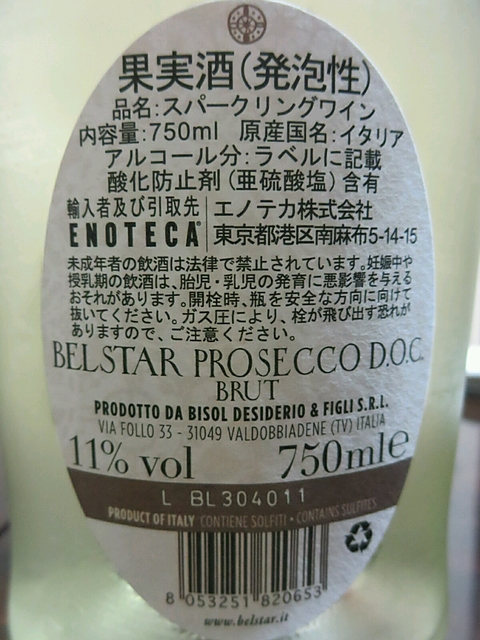 果実酒(発泡性)
品名:スパークリングワイン
内容量:750ml 原産国名:イタリア
アルコール分:ラベルに記載
酸化防止剤(亜硫酸塩)含有
輸入者及び引取先 エノテカ株式会社
ENOTECA 東京都港区南麻布5-14-15
未成年者の飲酒は法律で禁止されています。妊娠中や
授乳期の飲酒は、胎児・乳児の発育に悪影響を与える
おそれがあります。開栓時、瓶を安全な方向に向けて
抜いてください。ガス圧により、栓が飛び出す恐れが
ありますので、ご注意ください。
BELSTAR PROSECCO D.O.C.
BRUT
PRODOTTO DA BISOL DESIDERIO & FIGLI S.R.L.
VIA FOLLO 33 - 31049 VALDOBBIADENE (TV) ITALIA
11% vol 750mle
L BL304011
PRODUCT OF ITALY CONTIENE SOLFITI • CONTAINS SULFITES
8 053251 820653
www.belstar.it